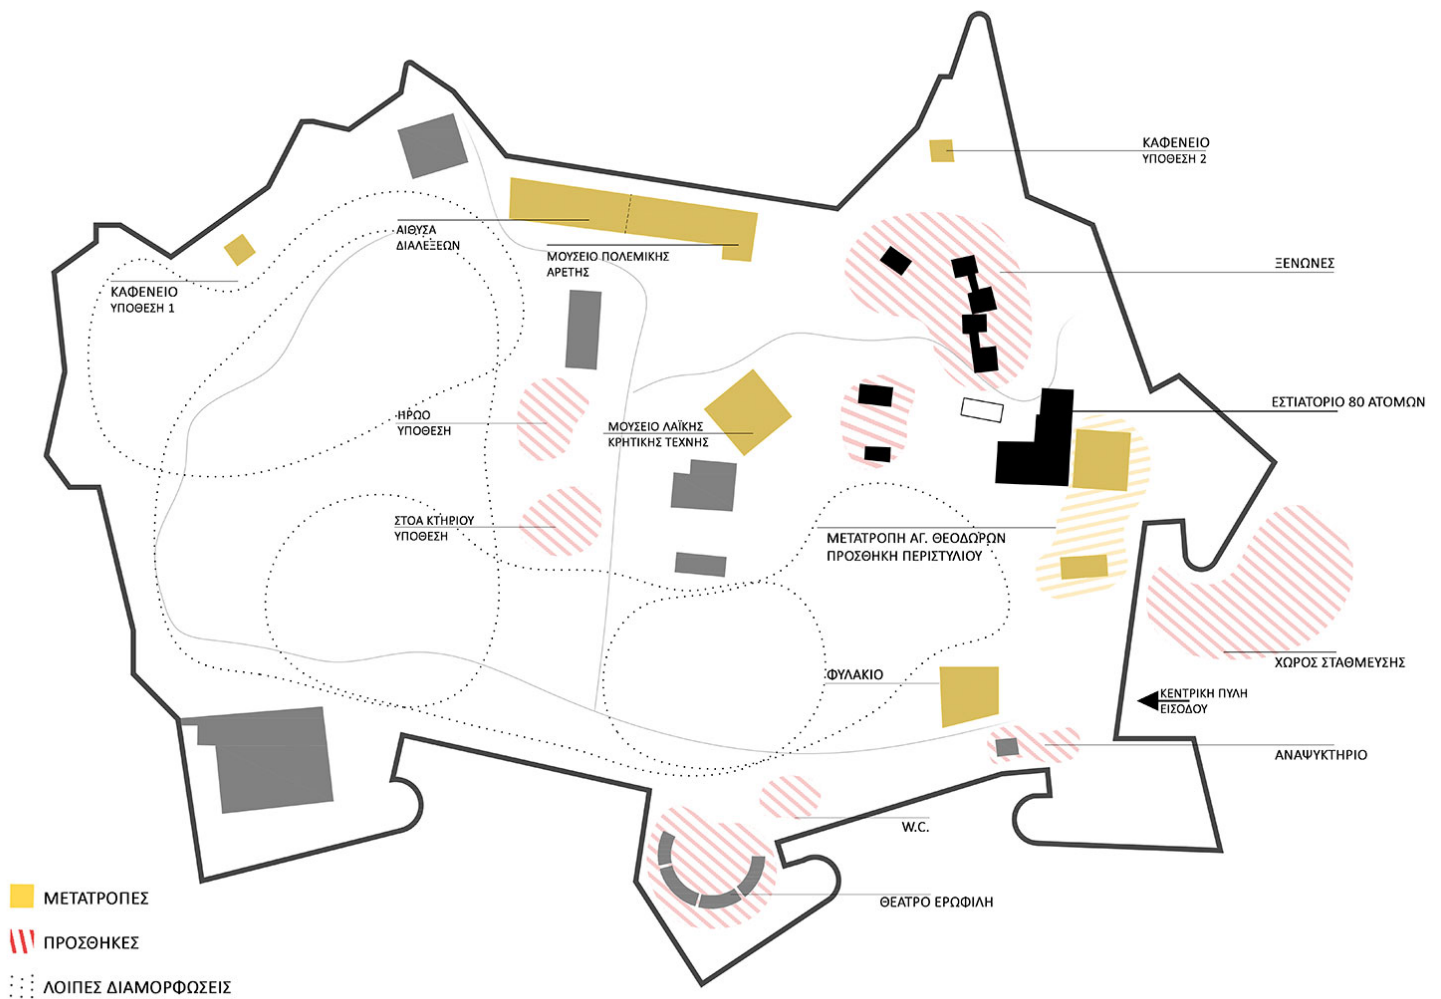 ΚΑΦΕΝΕΙΟ
ΥΠΟΘΕΣΗ 2
ΑΙΘΥΣΑ
ΔΙΑΛΕΞΕΩΝ
ΜΟΥΣΕΙΟ ΠΟΛΕΜΙΚΗΣ
ΑΡΕΤΗΣ
ΞΕΝΩΝΕΣ
ΚΑΦΕΝΕΙΟ
ΥΠΟΘΕΣΗ 1
ΕΣΤΙΑΤΟΡΙΟ 80 ΑΤΟΜΩΝ
ΗΡΩΟ
ΥΠΟΘΕΣΗ
ΜΟΥΣΕΙΟ ΛΑΪΚΗΣ
ΚΡΗΤΙΚΗΣ ΤΕΧΝΗΣ
ΣΤΟΑ ΚΤΗΡΙΟΥ
ΥΠΟΘΕΣΗ
ΜΕΤΑΤΡΟΠΗ ΑΓ. ΘΕΟΔΩΡΩΝ
ΠΡΟΣΘΗΚΗ ΠΕΡΙΣΤΥΛΙΟΥ
ΧΩΡΟΣ ΣΤΑΘΜΕΥΣΗΣ
ΦΥΛΑΚΙΟ
ΚΕΝΤΡΙΚΗ ΠΥΛΗ
ΕΙΣΟΔΟΥ
ΑΝΑΨΥΚΤΗΡΙΟ
W.C.
ΘΕΑΤΡΟ ΕΡΩΦΙΛΗ
ΜΕΤΑΤΡΟΠΕΣ
ΠΡΟΣΘΗΚΕΣ
ΛΟΙΠΕΣ ΔΙΑΜΟΡΦΩΣΕΙΣ